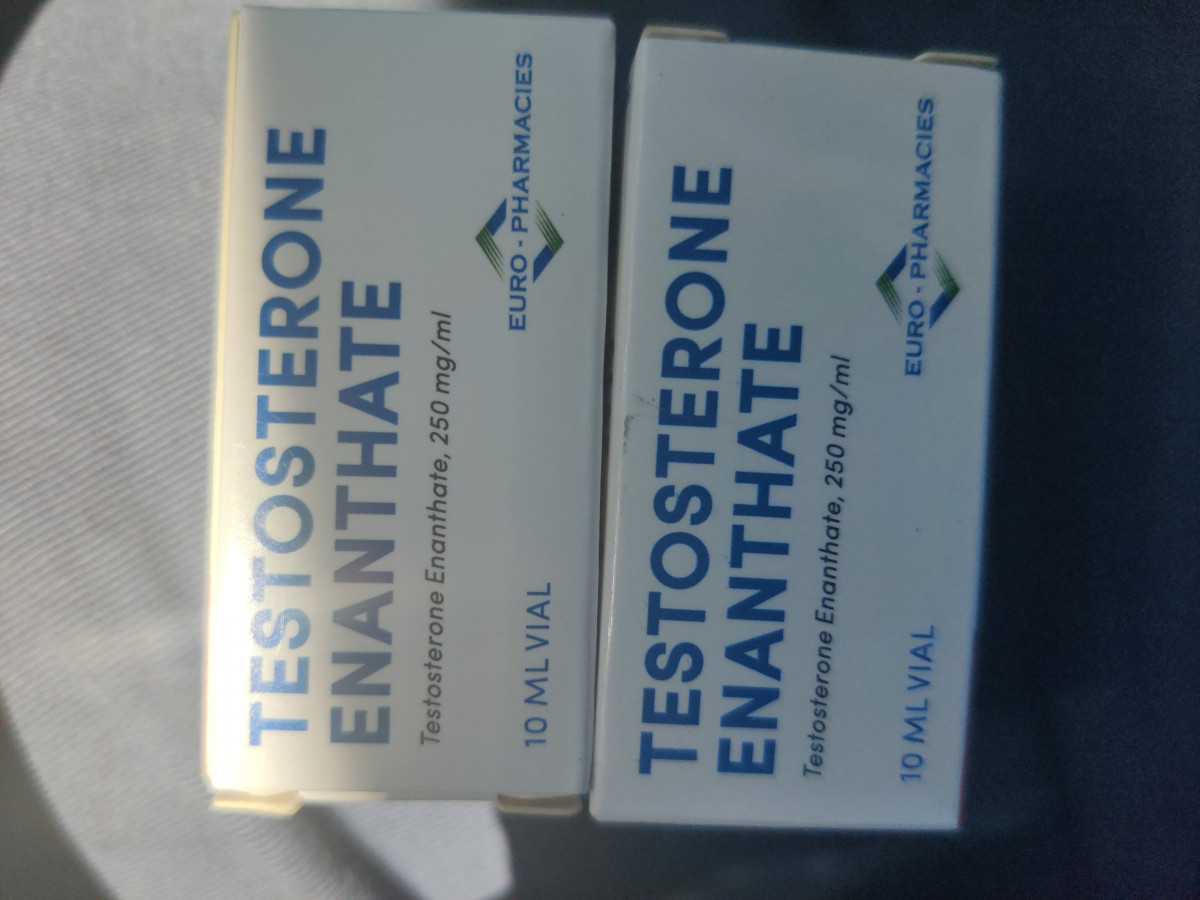 TESTOSTERONE
ENANTHATE
Testosterone Enanthate, 250 mg/ml
10 ML VIAL
EURO - PHARMACIES
TESTOSTERONE
ENANTHATE
Testosterone Enanthate, 250 mg/ml
10 ML VIAL
EURO - PHARMACIES